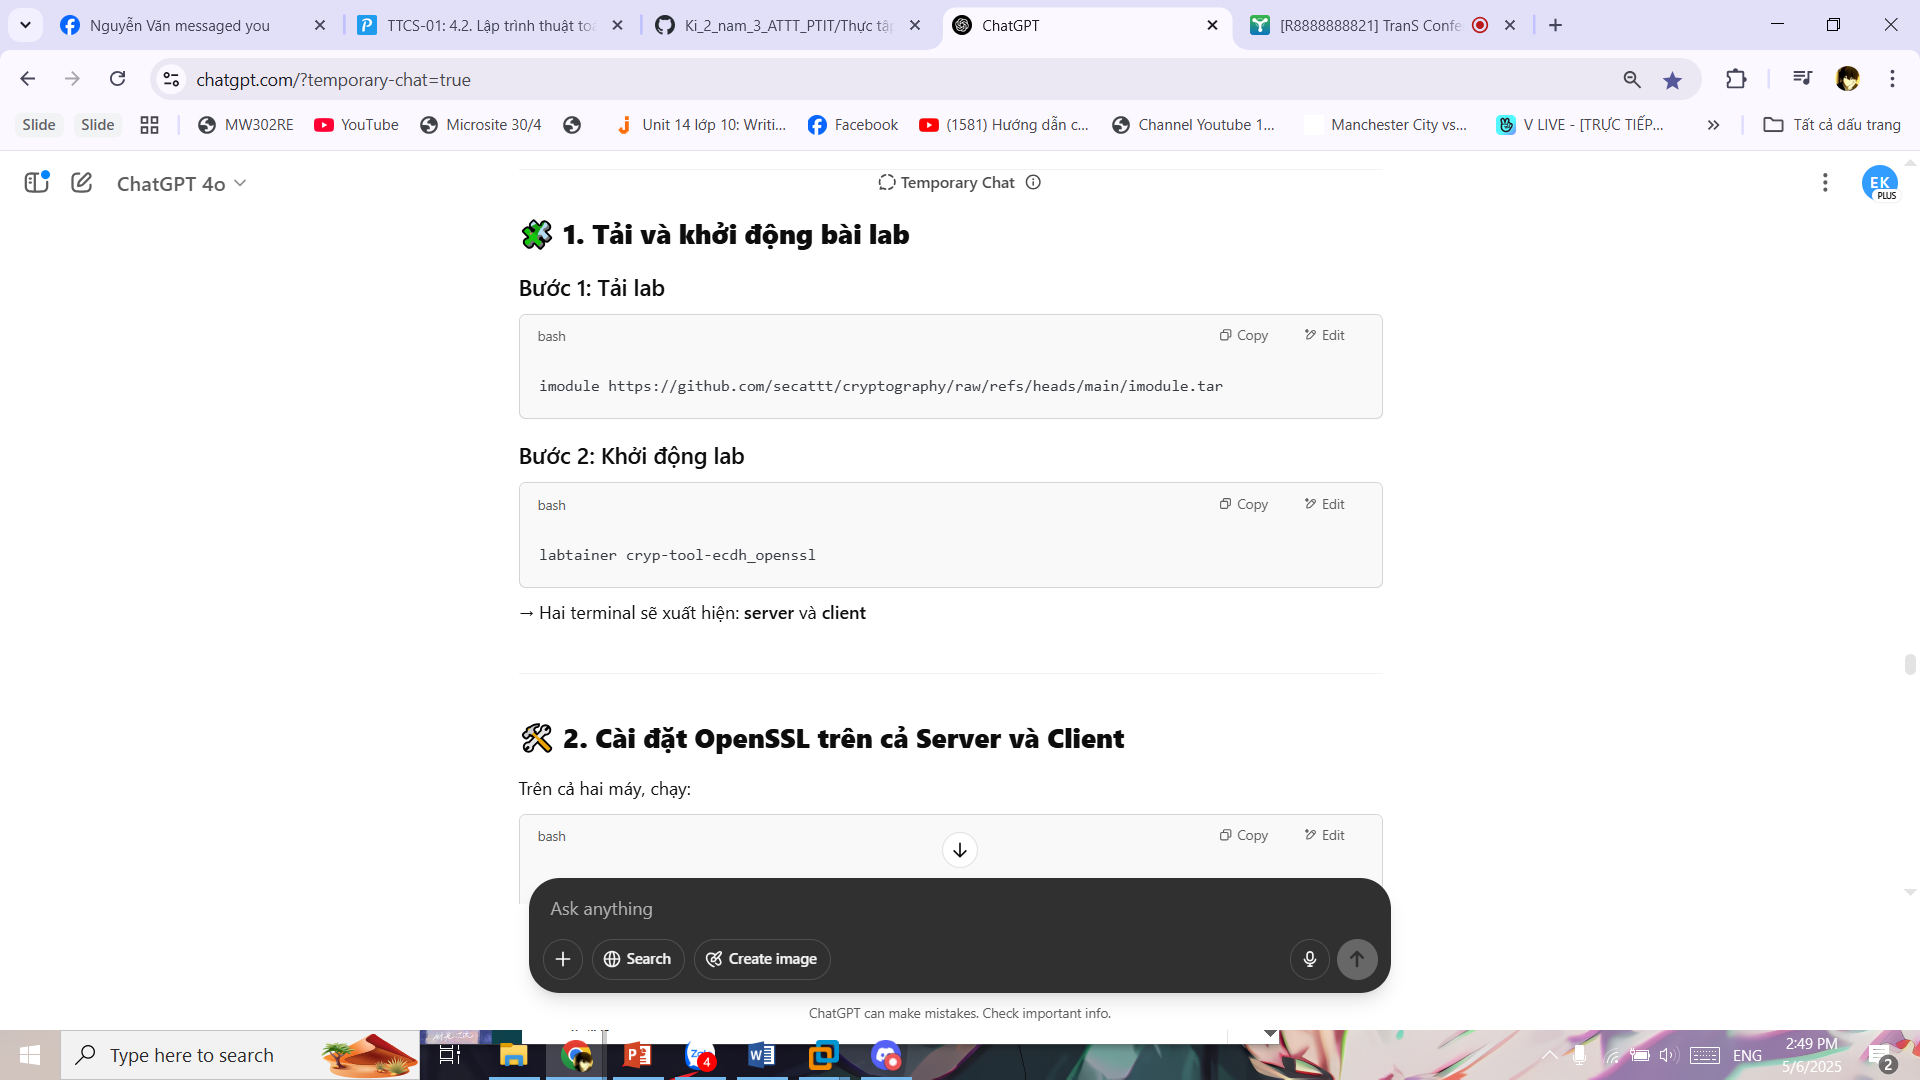 Nguyễn Văn messaged you
TTCS-01: 4.2. Lập trình thuật toá
Ki_2_nam_3_ATTT_PTIT/Thực tập
ChatGPT
[R8888888821] TranS Confe
chatgpt.com/?temporary-chat=true
Slide
Slide
MW302RE
YouTube
Microsite 30/4
Unit 14 lớp 10: Writi...
Facebook
(1581) Hướng dẫn c...
Channel Youtube 1...
Manchester City vs...
V LIVE - [TRỰC TIẾP...
Tất cả dấu trang
ChatGPT 4o
Temporary Chat
EK
PLUS
1. Tải và khởi động bài lab
Bước 1: Tải lab
bash
Copy
Edit
imodule https://github.com/secattt/cryptography/raw/refs/heads/main/imodule.tar
Bước 2: Khởi động lab
bash
Copy
Edit
labtainer cryp-tool-ecdh_openssl
→ Hai terminal sẽ xuất hiện: server và client
2. Cài đặt OpenSSL trên cả Server và Client
Trên cả hai máy, chạy:
bash
Copy
Edit
Ask anything
Search
Create image
ChatGPT can make mistakes. Check important info.
Type here to search
Zalo
4
ENG
2:49 PM
5/6/2025
2